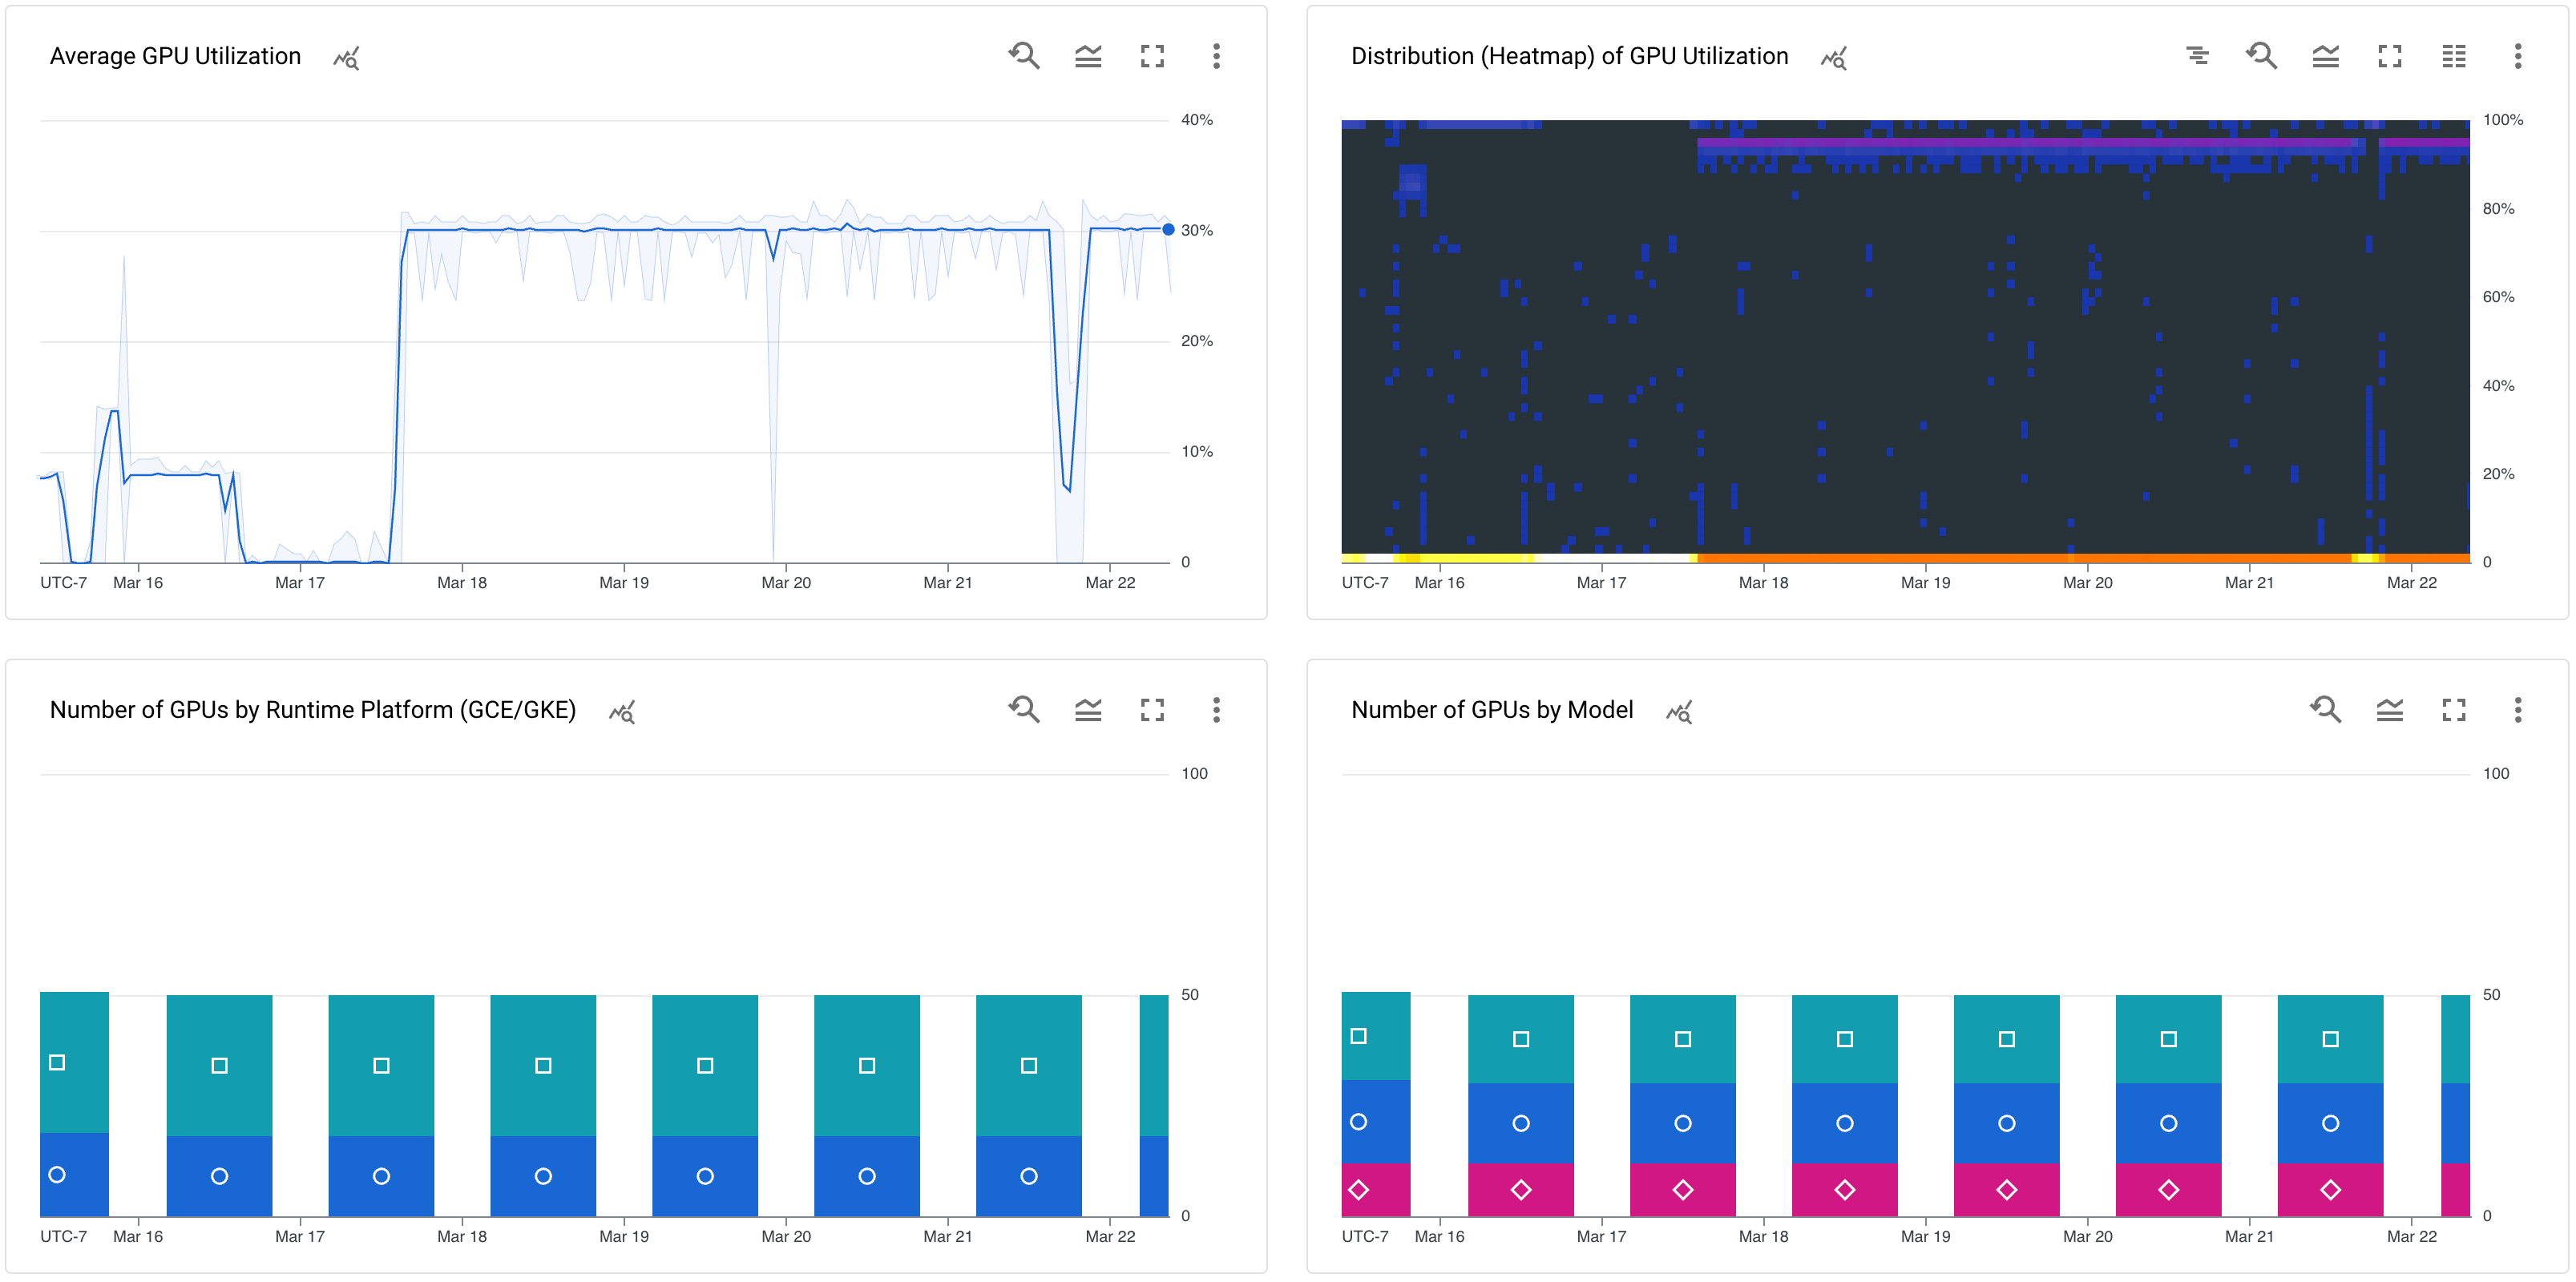 Average GPU Utilization
40%
30%
20%
10%
0
UTC-7 Mar 16 Mar 17 Mar 18 Mar 19 Mar 20 Mar 21 Mar 22
Distribution (Heatmap) of GPU Utilization
100%
80%
60%
40%
20%
0
UTC-7 Mar 16 Mar 17 Mar 18 Mar 19 Mar 20 Mar 21 Mar 22
Number of GPUs by Runtime Platform (GCE/GKE)
100
50
0
UTC-7 Mar 16 Mar 17 Mar 18 Mar 19 Mar 20 Mar 21 Mar 22
Number of GPUs by Model
100
50
0
UTC-7 Mar 16 Mar 17 Mar 18 Mar 19 Mar 20 Mar 21 Mar 22